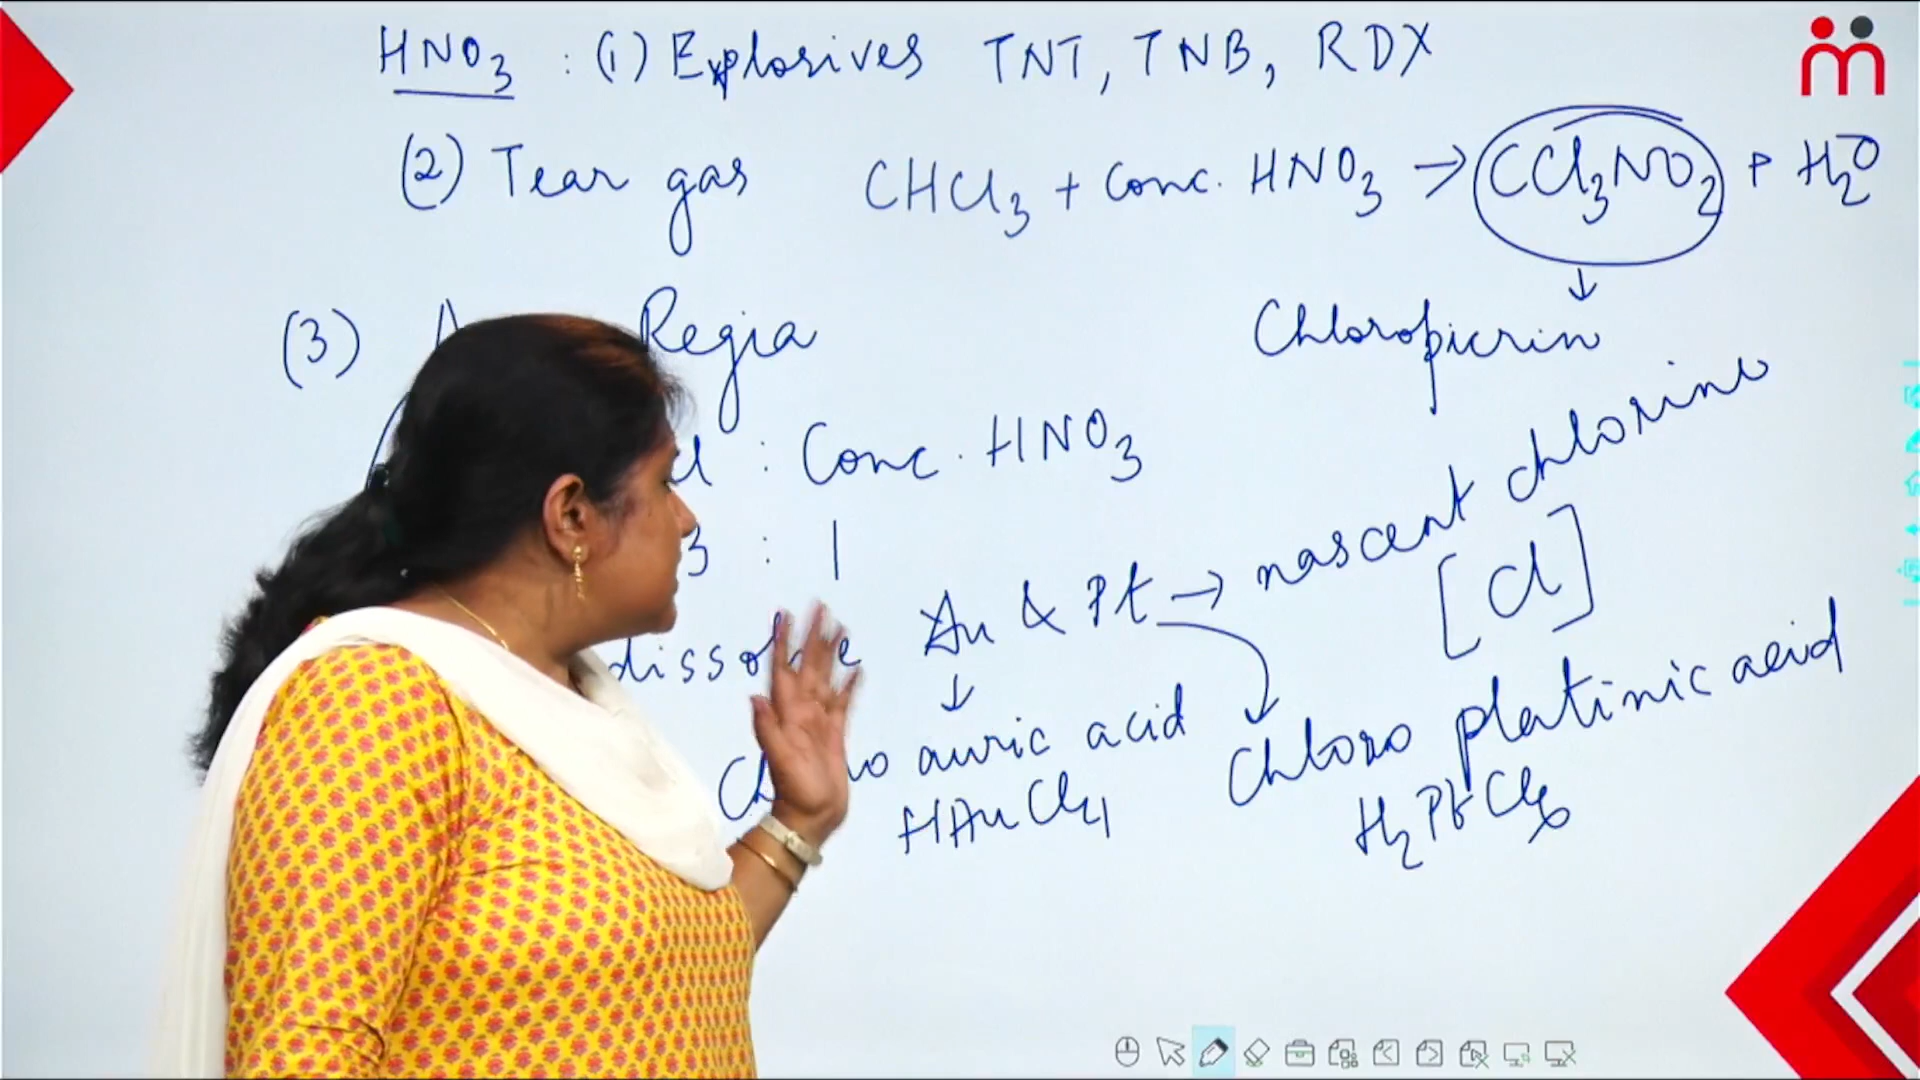 HNO3 : (1) Explosives TNT, TNB, RDX
(2) Tear gas CHCl3 + Conc. HNO3 → CCl3NO2 + H2O
↓
(3) Regia Chloropicrin
: Conc. HNO3
3 : 1
dissolve Au & Pt → nascent chlorine
[Cl]
↓
auric acid Chloro platinic acid
HAuCl4 H2PtCl6